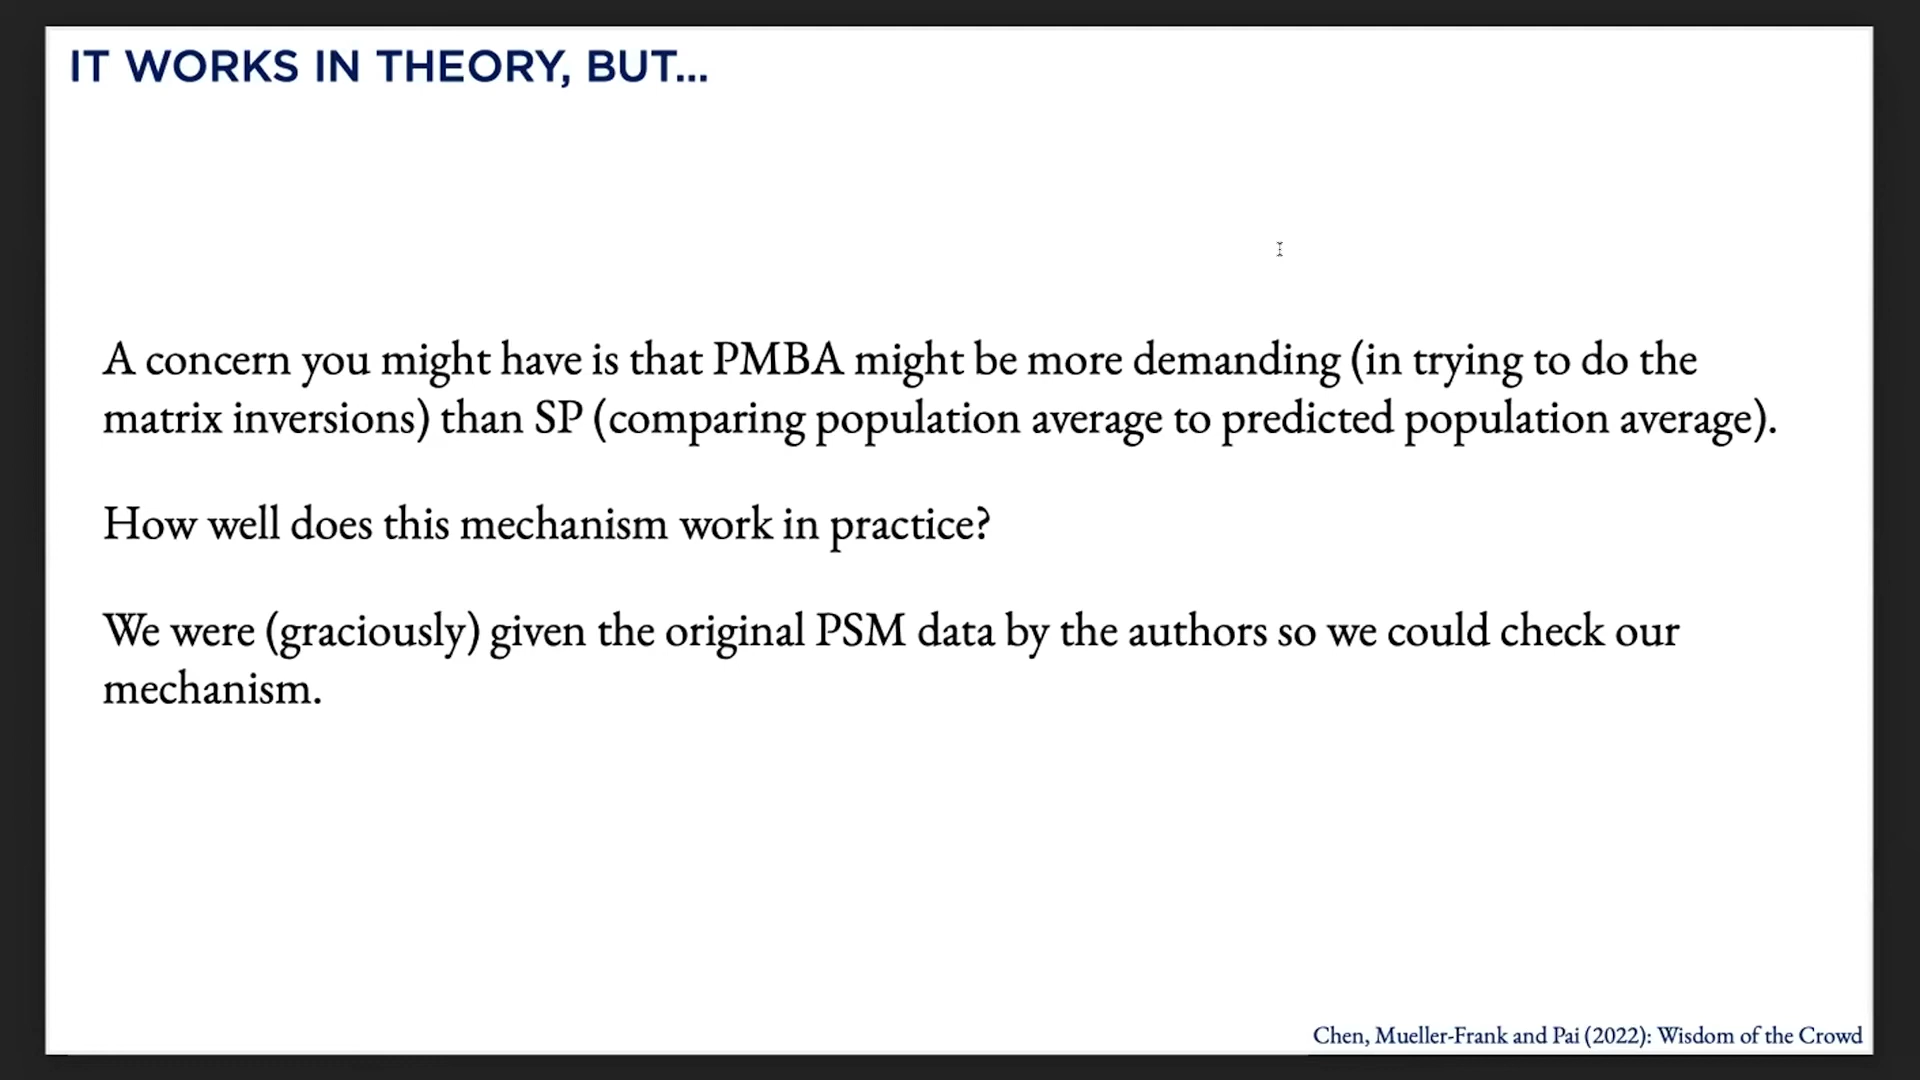 IT WORKS IN THEORY, BUT...
A concern you might have is that PMBA might be more demanding (in trying to do the
matrix inversions) than SP (comparing population average to predicted population average).
How well does this mechanism work in practice?
We were (graciously) given the original PSM data by the authors so we could check our
mechanism.
Chen, Mueller-Frank and Pai (2022): Wisdom of the Crowd